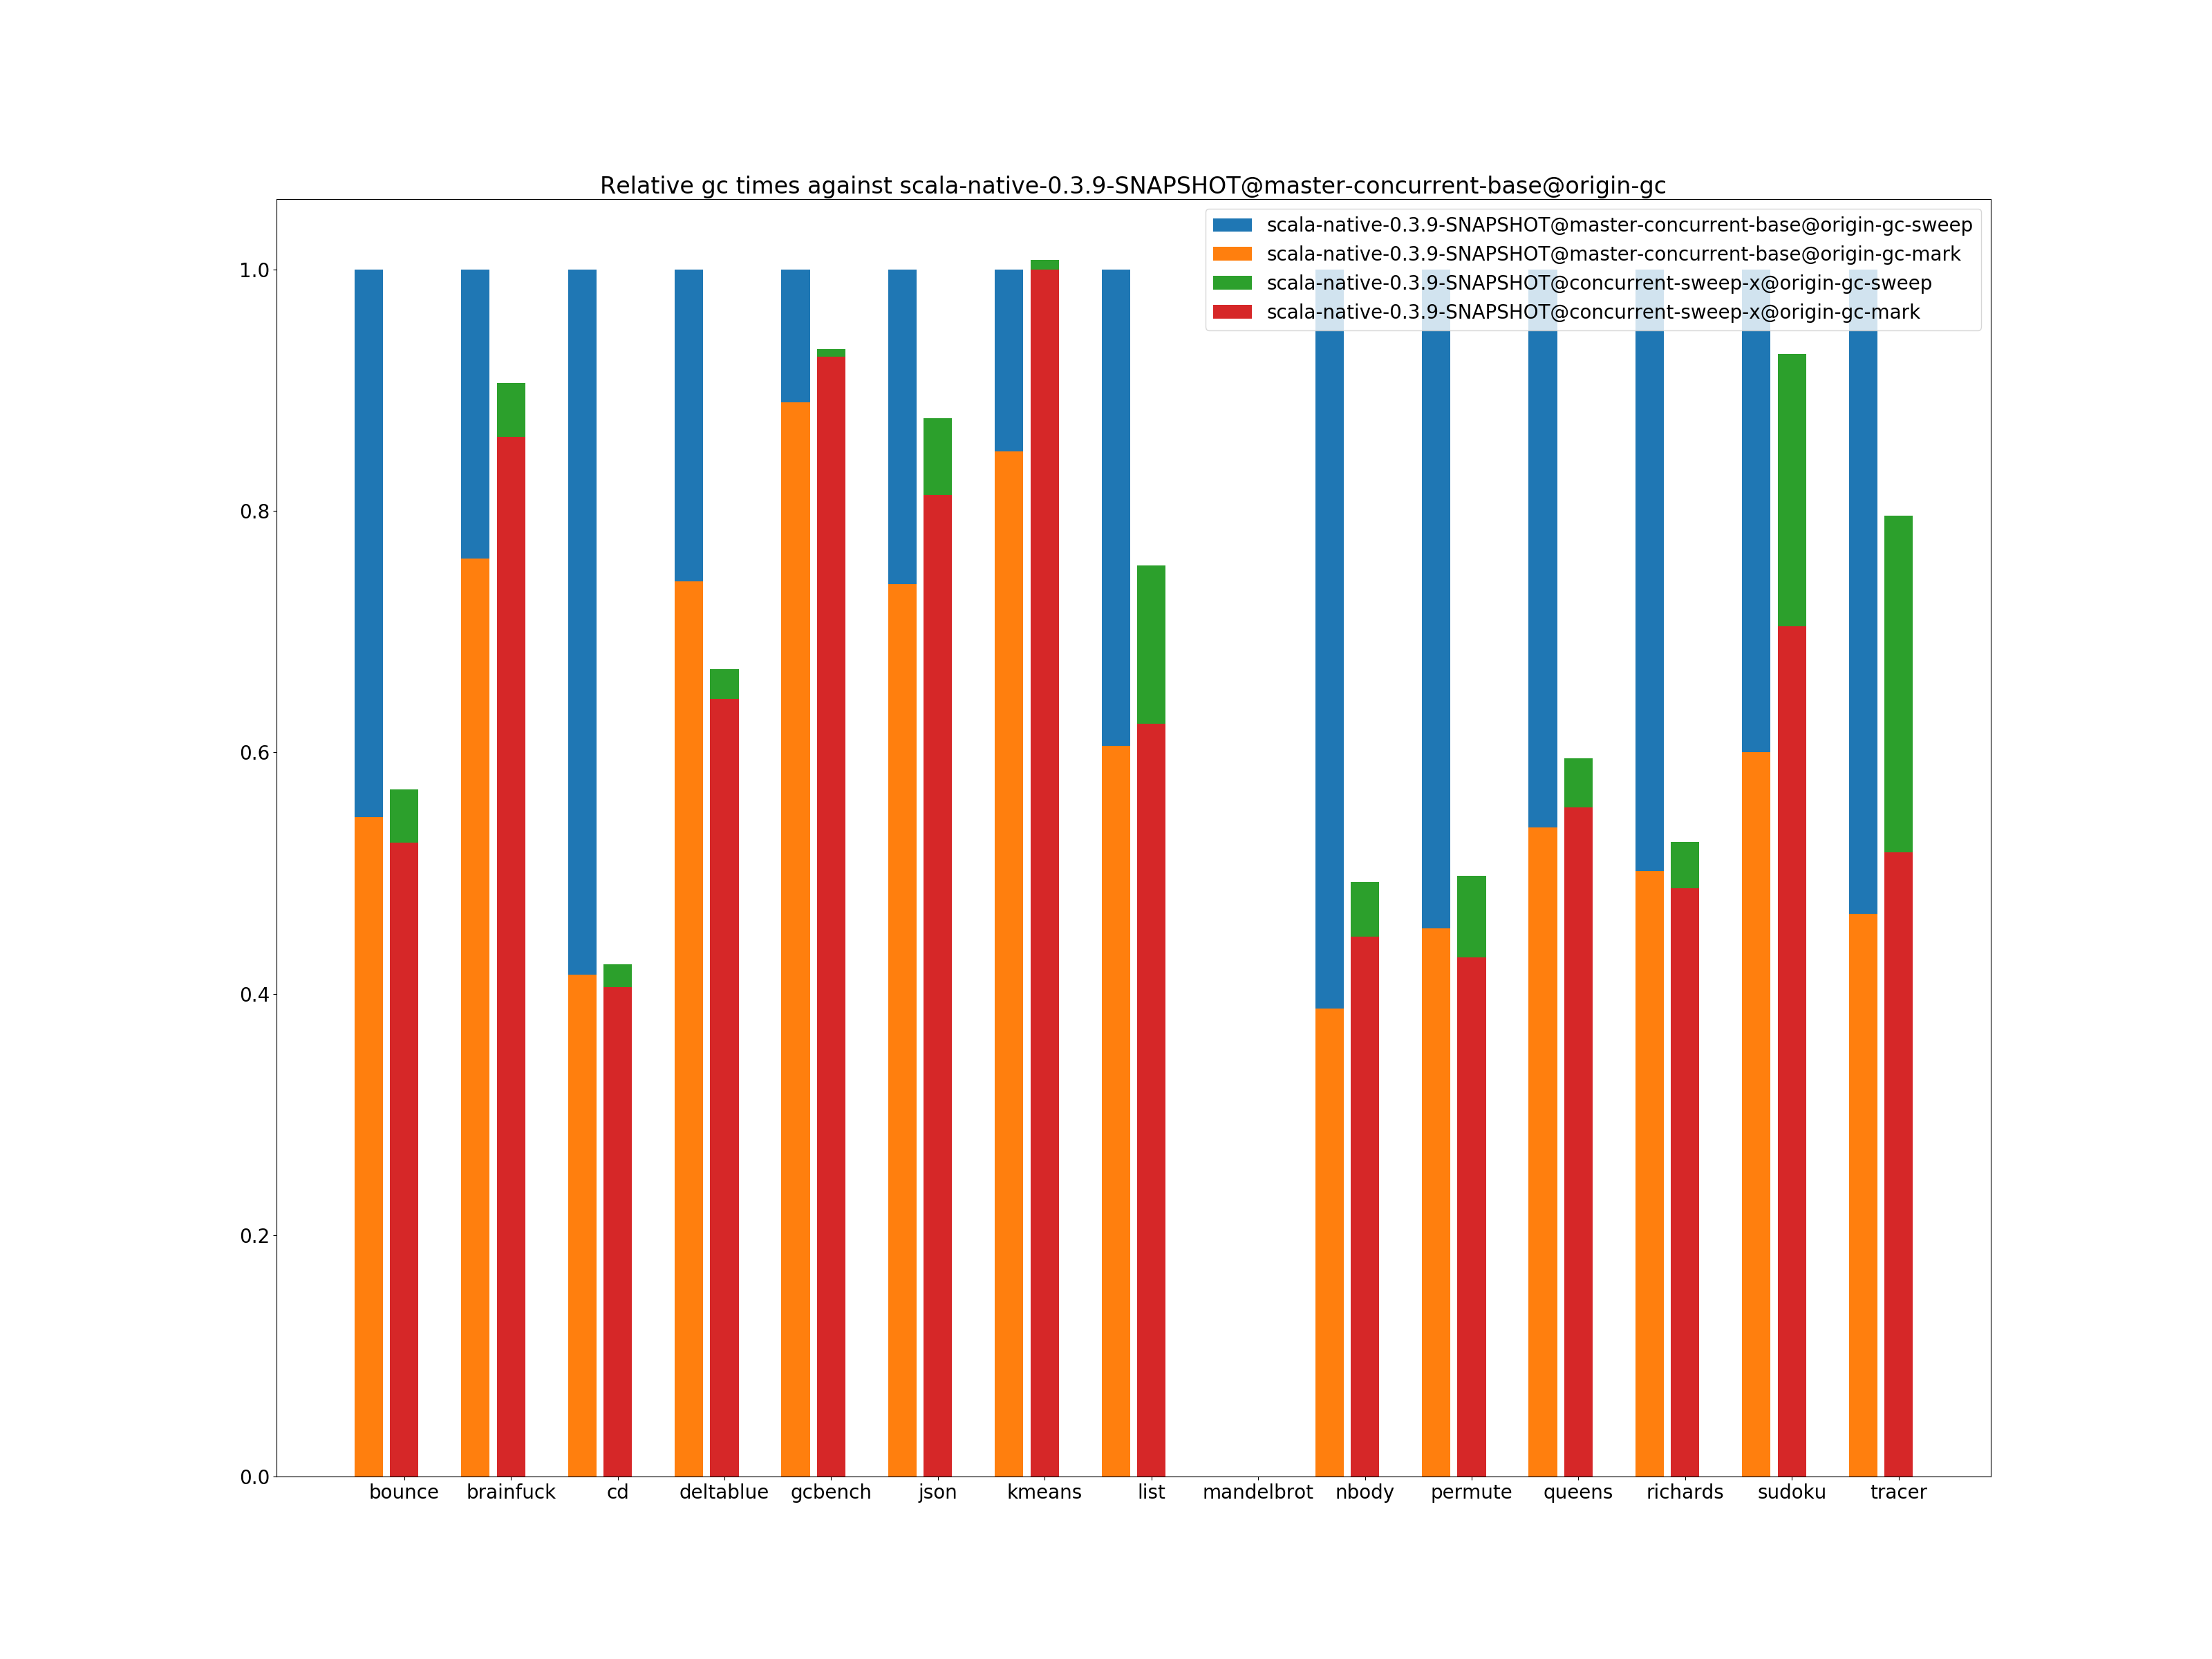 Relative gc times against scala-native-0.3.9-SNAPSHOT@master-concurrent-base@origin-gc
scala-native-0.3.9-SNAPSHOT@master-concurrent-base@origin-gc-sweep
scala-native-0.3.9-SNAPSHOT@master-concurrent-base@origin-gc-mark
scala-native-0.3.9-SNAPSHOT@concurrent-sweep-x@origin-gc-sweep
scala-native-0.3.9-SNAPSHOT@concurrent-sweep-x@origin-gc-mark
1.0
0.8
0.6
0.4
0.2
0.0
bounce brainfuck cd deltablue gcbench json kmeans list mandelbrot nbody permute queens richards sudoku tracer